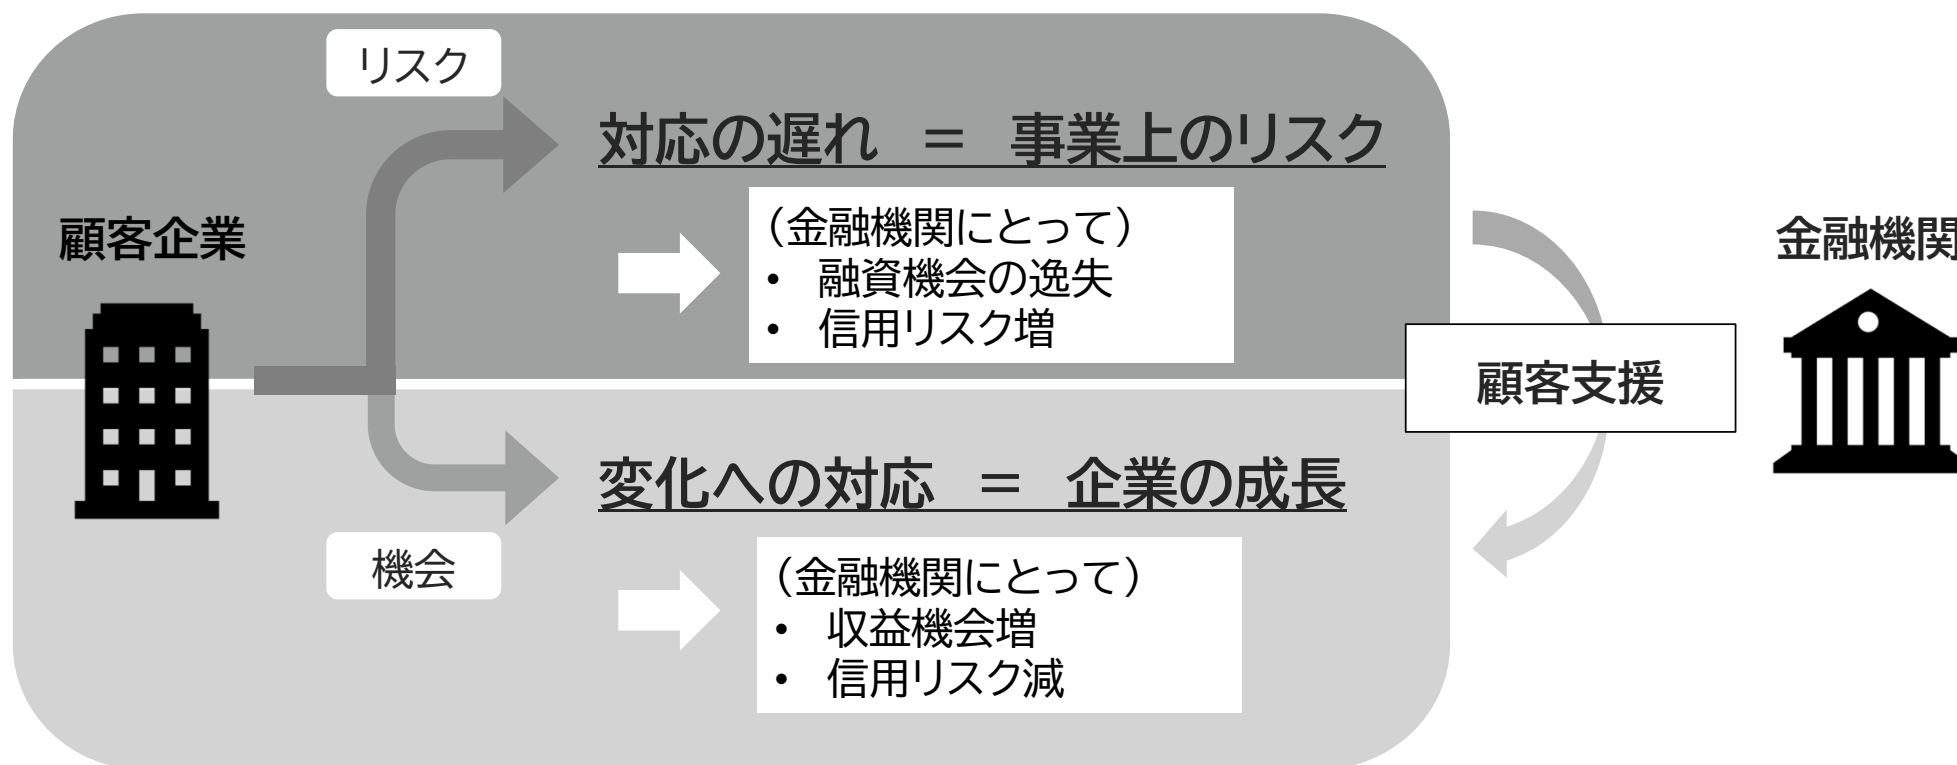 リスク
対応の遅れ ＝ 事業上のリスク
顧客企業
（金融機関にとって）
• 融資機会の逸失
• 信用リスク増
金融機関
顧客支援
変化への対応 ＝ 企業の成長
機会
（金融機関にとって）
• 収益機会増
• 信用リスク減